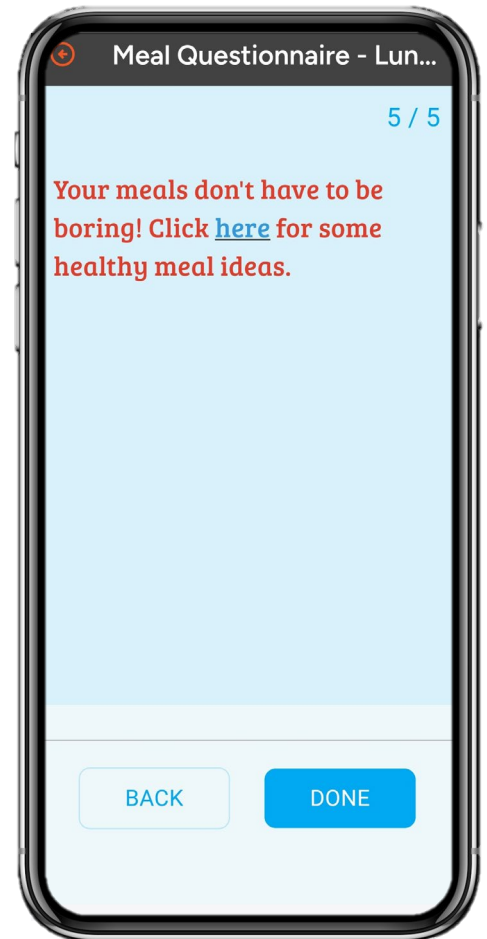 Meal Questionnaire - Lun...
5 / 5
Your meals don't have to be
boring! Click here for some
healthy meal ideas.
BACK
DONE